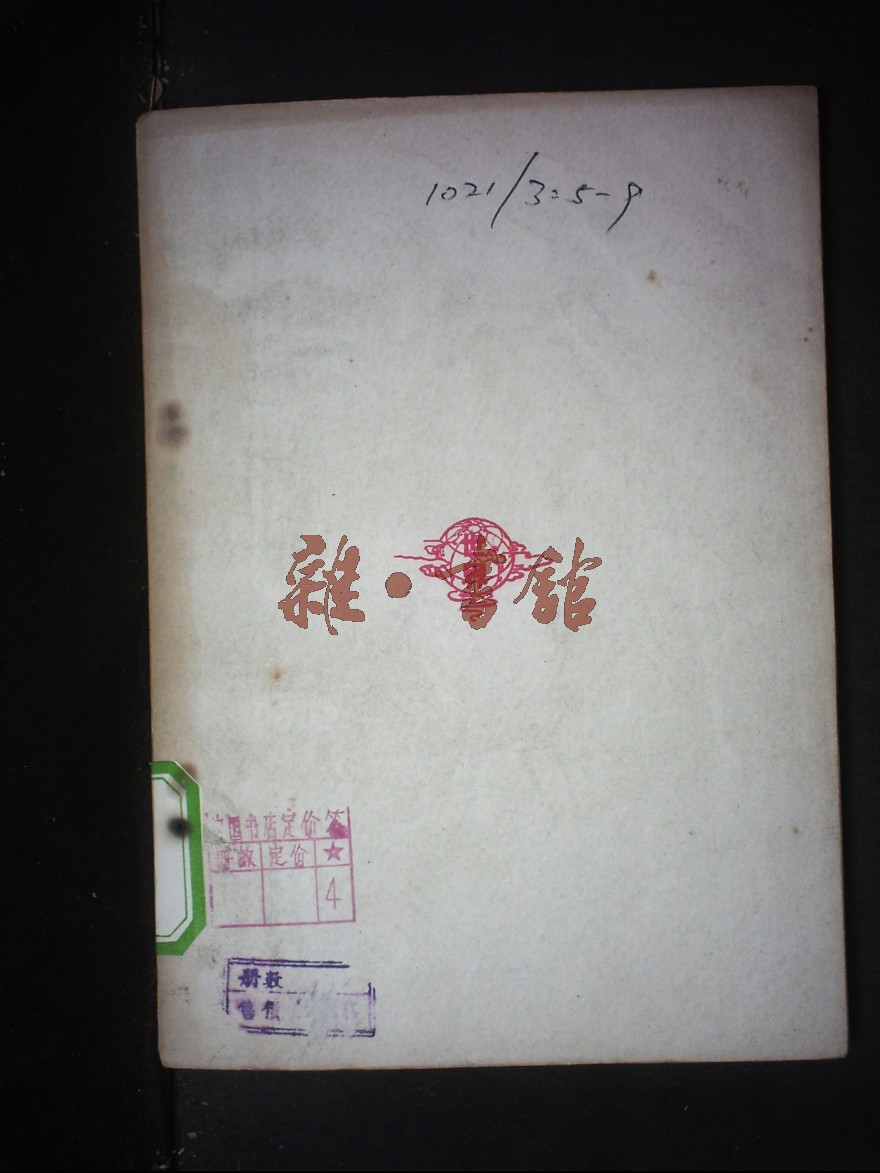 1021/3:5-9
雜·書館
中国书店定价签
册数 定价 ★
4
册数
售价